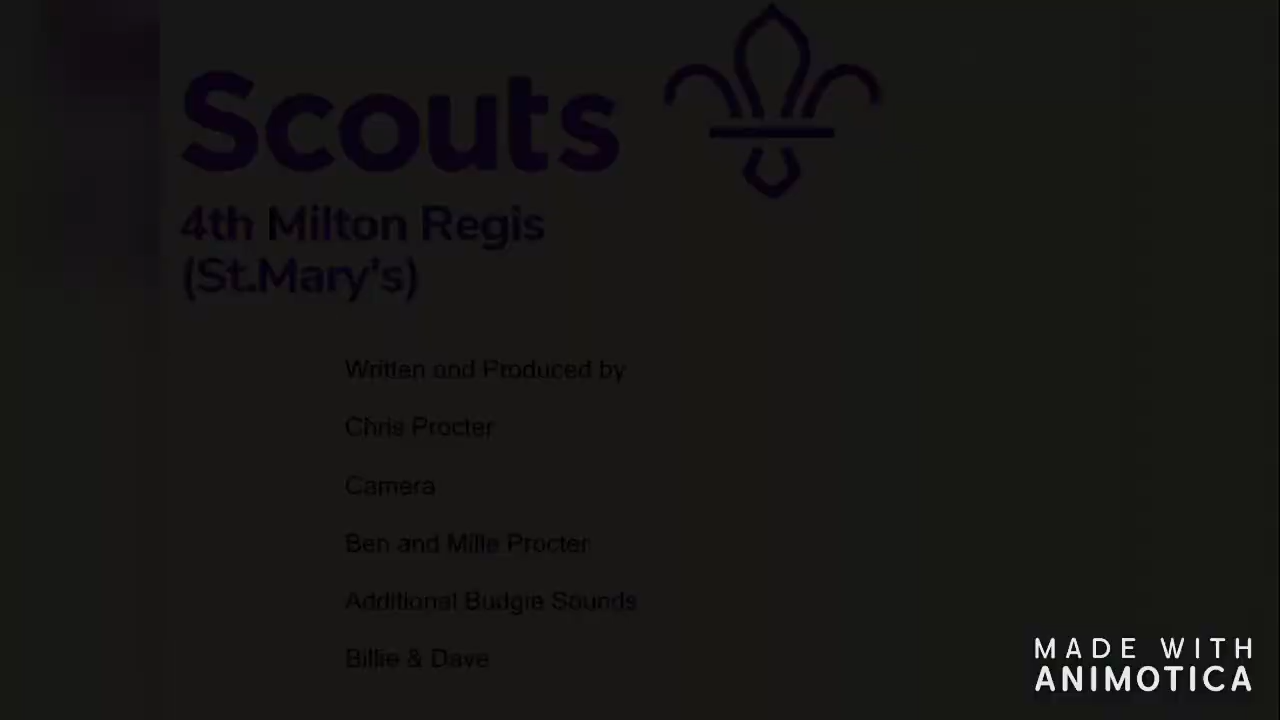 Scouts
4th Milton Regis
(St.Mary's)
Written and Produced by
Chris Procter
Camera
Ben and Mille Procter
Additional Budgie Sounds
Billie & Dave
MADE WITH
ANIMOTICA